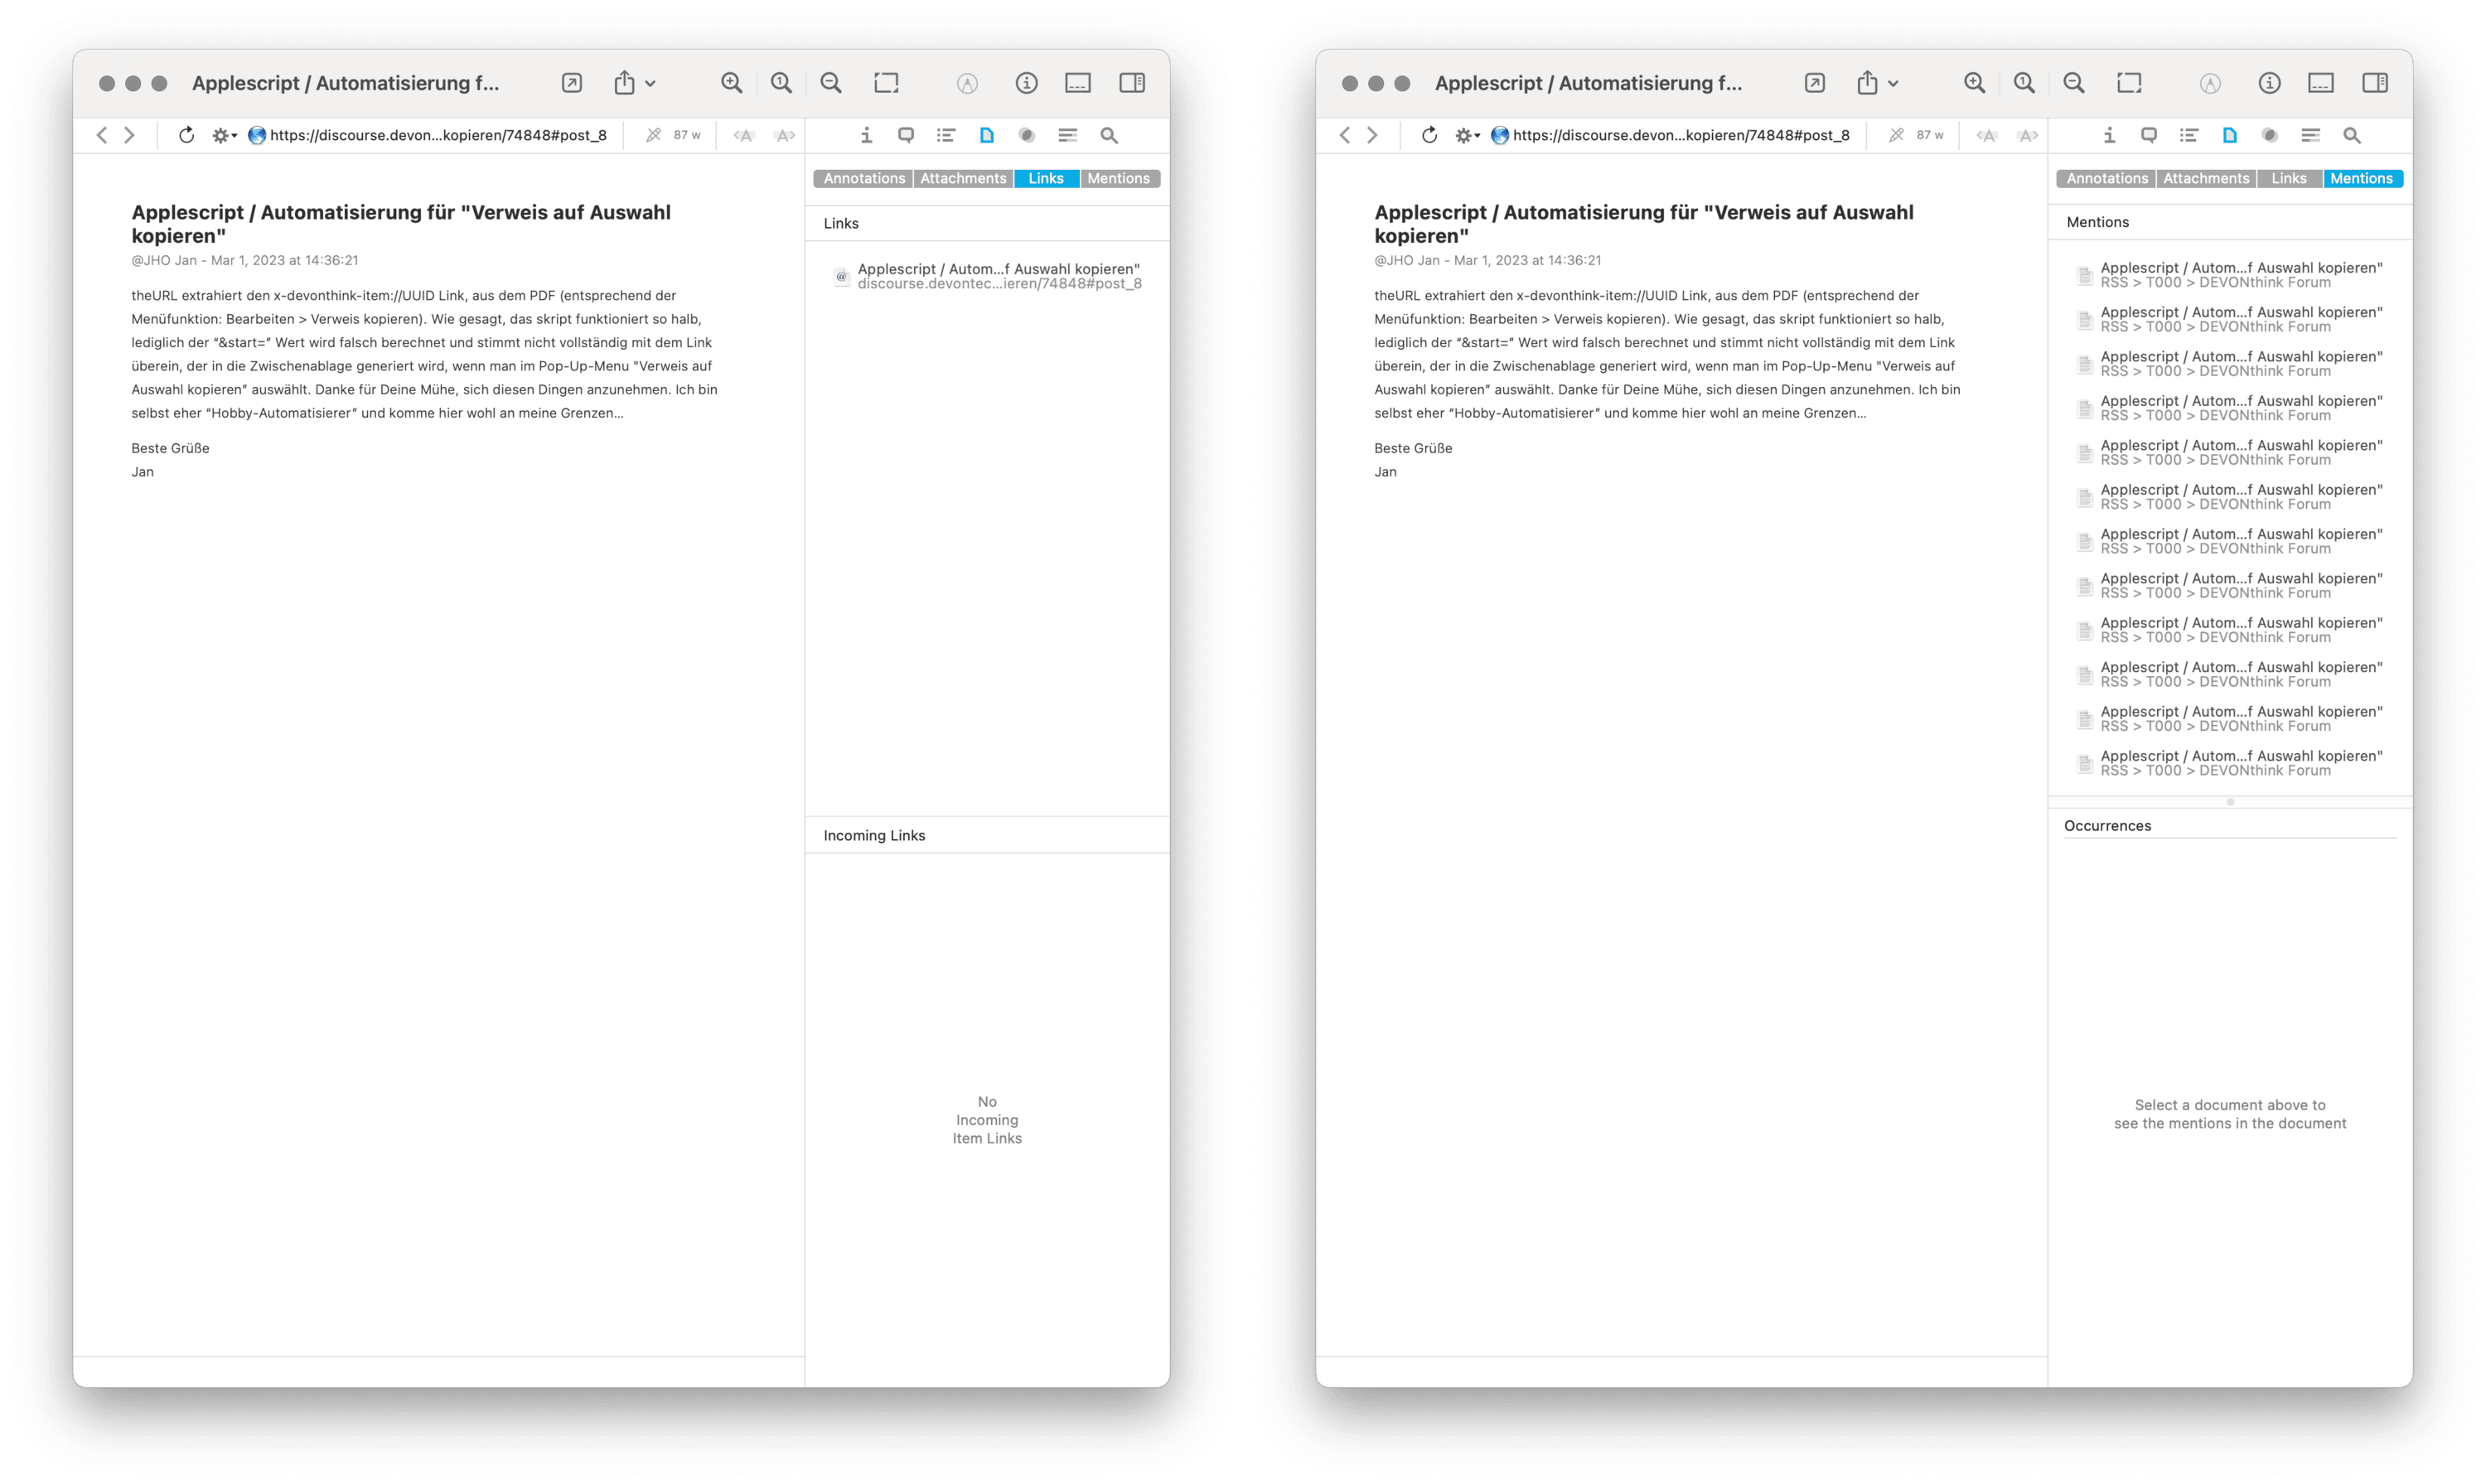 Applescript / Automatisierung f...
https://discourse.devon...kopieren/74848#post_8
87 w
<A
A>
Annotations
Attachments
Links
Mentions
Applescript / Automatisierung für "Verweis auf Auswahl
kopieren"
@JHO Jan - Mar 1, 2023 at 14:36:21
theURL extrahiert den x-devonthink-item://UUID Link, aus dem PDF (entsprechend der
Menüfunktion: Bearbeiten > Verweis kopieren). Wie gesagt, das skript funktioniert so halb,
lediglich der “&start=” Wert wird falsch berechnet und stimmt nicht vollständig mit dem Link
überein, der in die Zwischenablage generiert wird, wenn man im Pop-Up-Menu "Verweis auf
Auswahl kopieren” auswählt. Danke für Deine Mühe, sich diesen Dingen anzunehmen. Ich bin
selbst eher “Hobby-Automatisierer” und komme hier wohl an meine Grenzen…
Beste Grüße
Jan
Links
Applescript / Autom...f Auswahl kopieren"
discourse.devontec...ieren/74848#post_8
Incoming Links
No
Incoming
Item Links
Applescript / Automatisierung f...
https://discourse.devon...kopieren/74848#post_8
87 w
<A
A>
Annotations
Attachments
Links
Mentions
Applescript / Automatisierung für "Verweis auf Auswahl
kopieren"
@JHO Jan - Mar 1, 2023 at 14:36:21
theURL extrahiert den x-devonthink-item://UUID Link, aus dem PDF (entsprechend der
Menüfunktion: Bearbeiten > Verweis kopieren). Wie gesagt, das skript funktioniert so halb,
lediglich der “&start=” Wert wird falsch berechnet und stimmt nicht vollständig mit dem Link
überein, der in die Zwischenablage generiert wird, wenn man im Pop-Up-Menu "Verweis auf
Auswahl kopieren” auswählt. Danke für Deine Mühe, sich diesen Dingen anzunehmen. Ich bin
selbst eher “Hobby-Automatisierer” und komme hier wohl an meine Grenzen…
Beste Grüße
Jan
Mentions
Applescript / Autom...f Auswahl kopieren"
RSS > T000 > DEVONthink Forum
Applescript / Autom...f Auswahl kopieren"
RSS > T000 > DEVONthink Forum
Applescript / Autom...f Auswahl kopieren"
RSS > T000 > DEVONthink Forum
Applescript / Autom...f Auswahl kopieren"
RSS > T000 > DEVONthink Forum
Applescript / Autom...f Auswahl kopieren"
RSS > T000 > DEVONthink Forum
Applescript / Autom...f Auswahl kopieren"
RSS > T000 > DEVONthink Forum
Applescript / Autom...f Auswahl kopieren"
RSS > T000 > DEVONthink Forum
Applescript / Autom...f Auswahl kopieren"
RSS > T000 > DEVONthink Forum
Applescript / Autom...f Auswahl kopieren"
RSS > T000 > DEVONthink Forum
Applescript / Autom...f Auswahl kopieren"
RSS > T000 > DEVONthink Forum
Applescript / Autom...f Auswahl kopieren"
RSS > T000 > DEVONthink Forum
Applescript / Autom...f Auswahl kopieren"
RSS > T000 > DEVONthink Forum
Occurrences
Select a document above to
see the mentions in the document